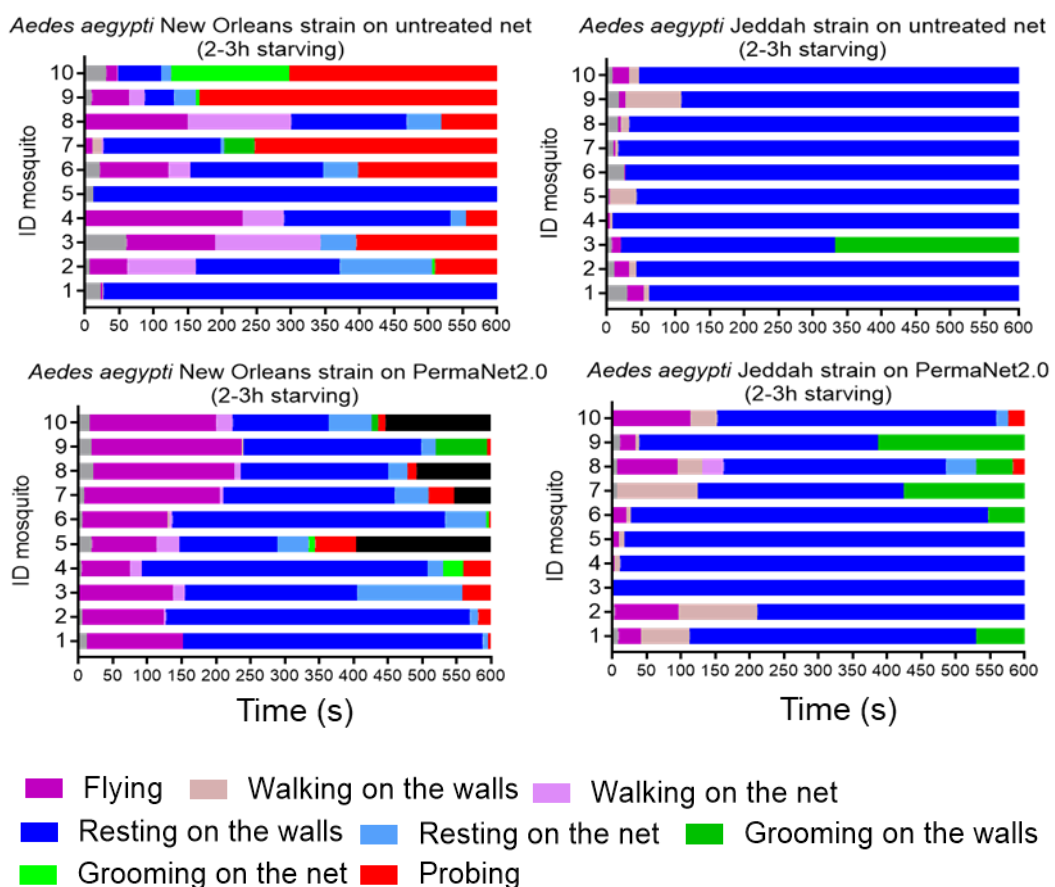 Aedes aegypti New Orleans strain on untreated net
(2-3h starving)
ID mosquito
10
9
8
7
6
5
4
3
2
1
0 50 100 150 200 250 300 350 400 450 500 550 600
Aedes aegypti Jeddah strain on untreated net
(2-3h starving)
ID mosquito
10
9
8
7
6
5
4
3
2
1
0 50 100 150 200 250 300 350 400 450 500 550 600
Aedes aegypti New Orleans strain on PermaNet2.0
(2-3h starving)
ID mosquito
10
9
8
7
6
5
4
3
2
1
0 50 100 150 200 250 300 350 400 450 500 550 600
Time (s)
Aedes aegypti Jeddah strain on PermaNet2.0
(2-3h starving)
ID mosquito
10
9
8
7
6
5
4
3
2
1
0 50 100 150 200 250 300 350 400 450 500 550 600
Time (s)
Flying Walking on the walls Walking on the net
Resting on the walls Resting on the net Grooming on the walls
Grooming on the net Probing